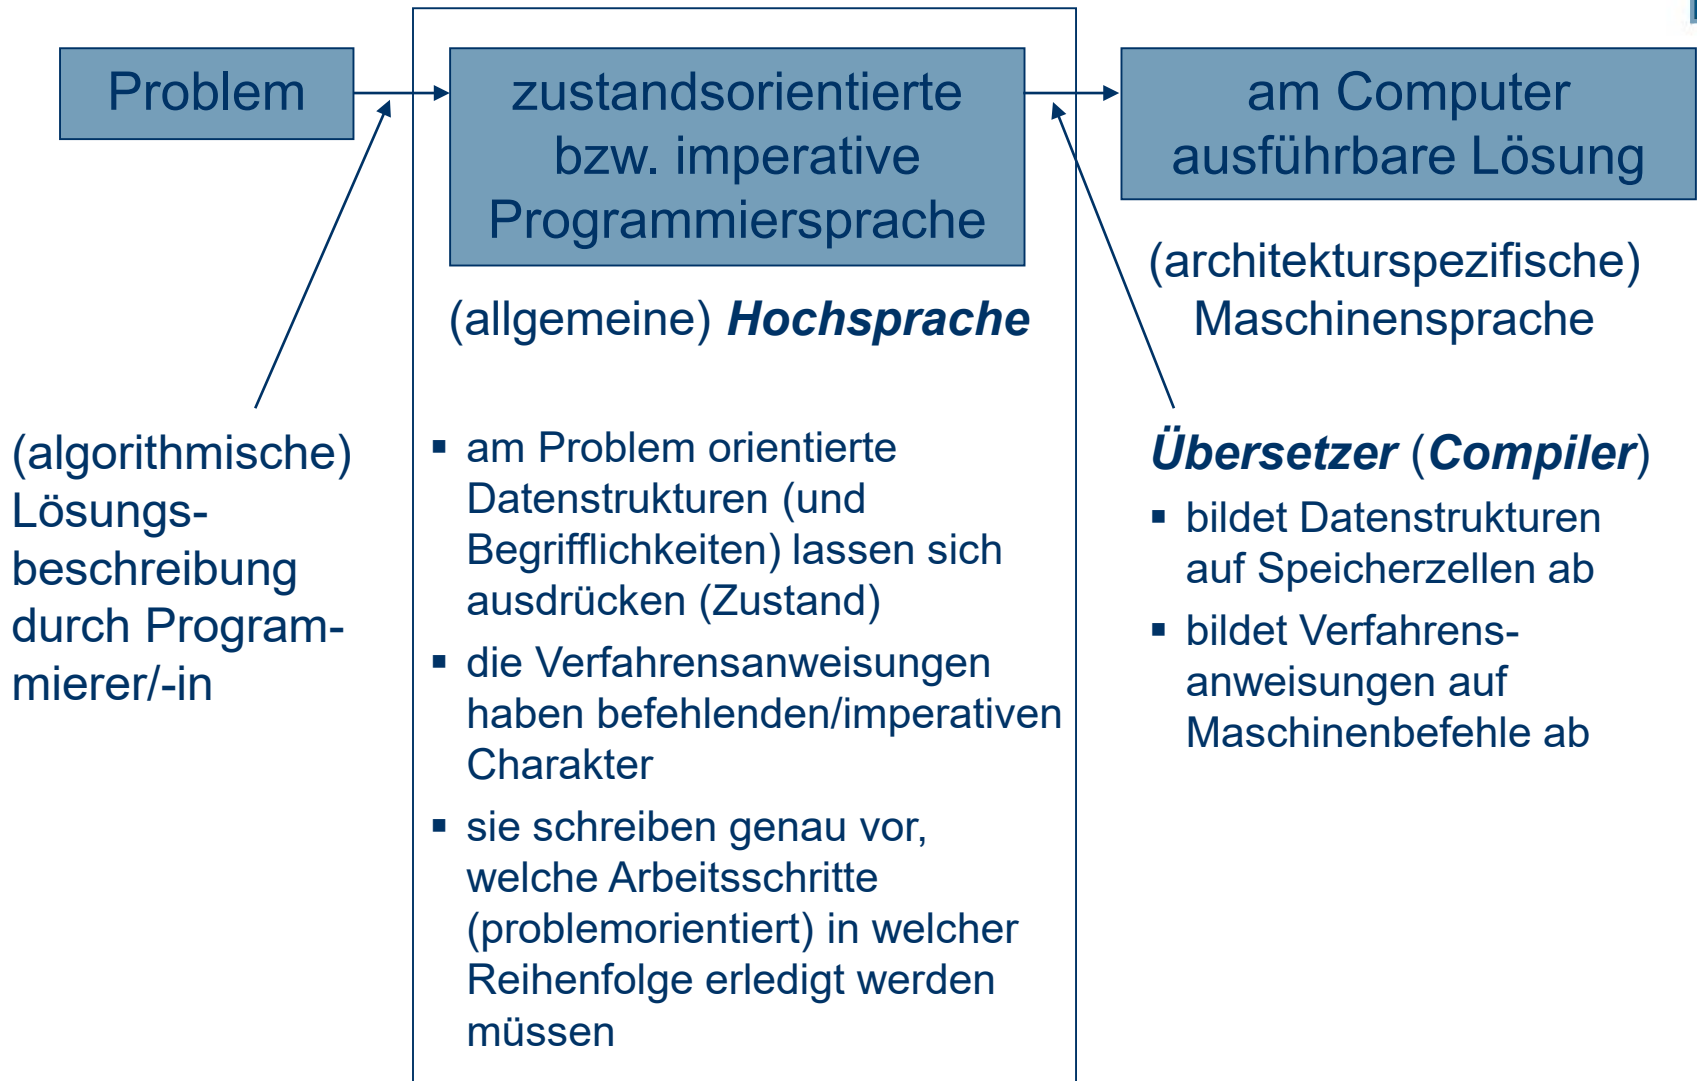 Problem
zustandsorientierte
bzw. imperative
Programmiersprache
am Computer
ausführbare Lösung
(allgemeine) Hochsprache
(architekturspezifische)
Maschinensprache
(algorithmische)
Lösungs-
beschreibung
durch Program-
mierer/-in
▪ am Problem orientierte
Datenstrukturen (und
Begrifflichkeiten) lassen sich
ausdrücken (Zustand)
▪ die Verfahrensanweisungen
haben befehlenden/imperativen
Charakter
▪ sie schreiben genau vor,
welche Arbeitsschritte
(problemorientiert) in welcher
Reihenfolge erledigt werden
müssen
Übersetzer (Compiler)
▪ bildet Datenstrukturen
auf Speicherzellen ab
▪ bildet Verfahrens-
anweisungen auf
Maschinenbefehle ab